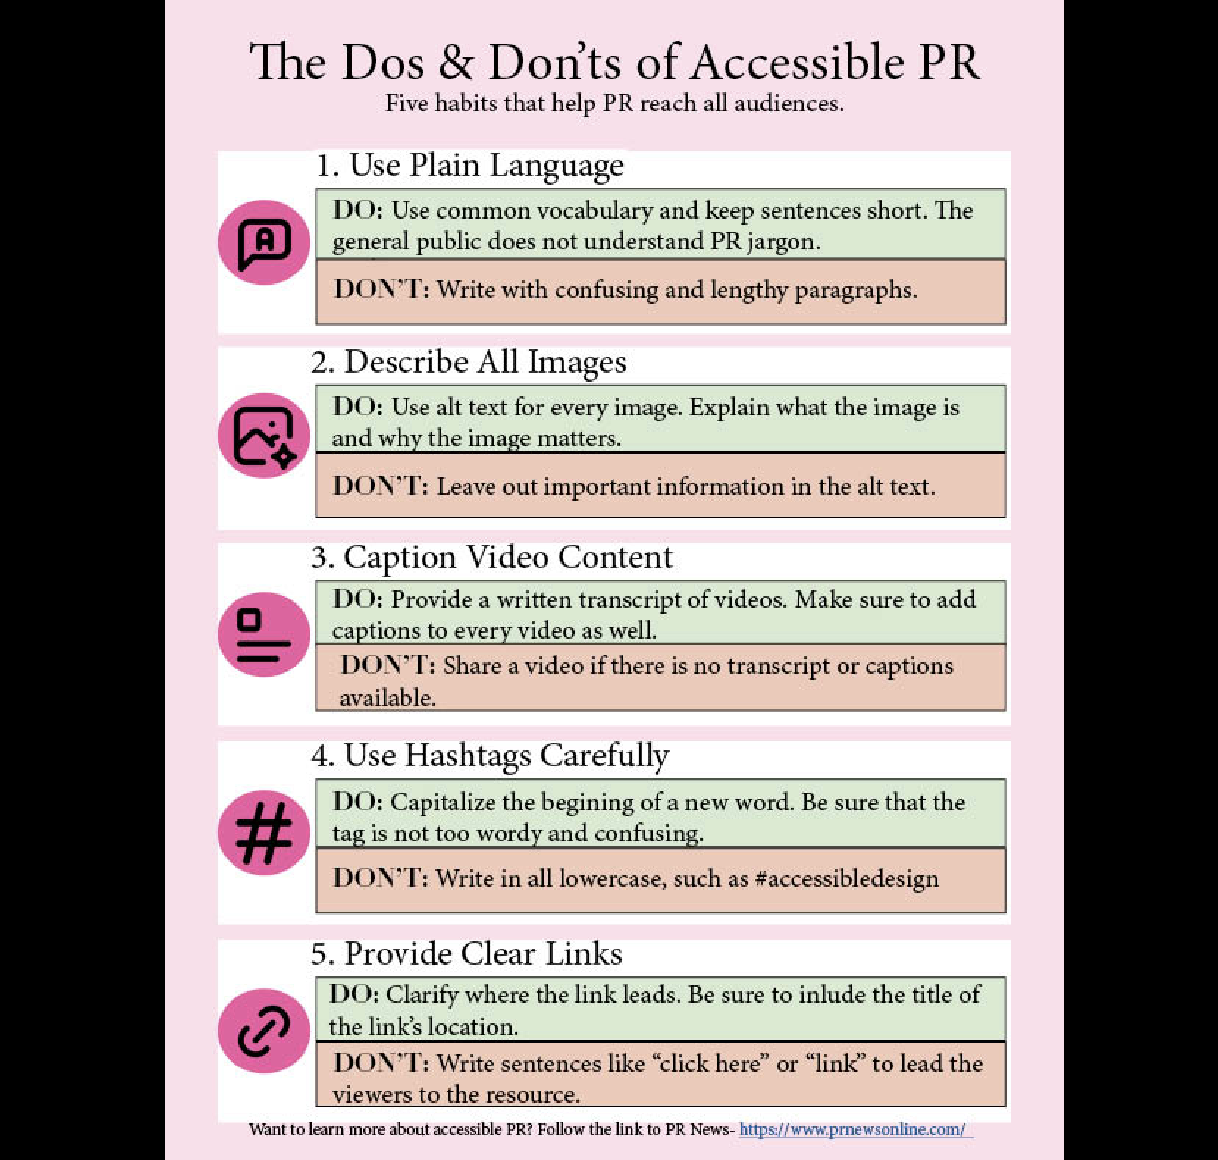 The Dos & Don'ts of Accessible PR
Five habits that help PR reach all audiences.
1. Use Plain Language
A
DO: Use common vocabulary and keep sentences short. The
general public does not understand PR jargon.
DON'T: Write with confusing and lengthy paragraphs.
2. Describe All Images
DO: Use alt text for every image. Explain what the image is
and why the image matters.
DON'T: Leave out important information in the alt text.
3. Caption Video Content
DO: Provide a written transcript of videos. Make sure to add
captions to every video as well.
DON'T: Share a video if there is no transcript or captions
available.
4. Use Hashtags Carefully
#
DO: Capitalize the begining of a new word. Be sure that the
tag is not too wordy and confusing.
DON'T: Write in all lowercase, such as #accessibledesign
5. Provide Clear Links
DO: Clarify where the link leads. Be sure to inlude the title of
the link's location.
DON'T: Write sentences like “click here” or “link” to lead the
viewers to the resource.
Want to learn more about accessible PR? Follow the link to PR News- https://www.prnewsonline.com/